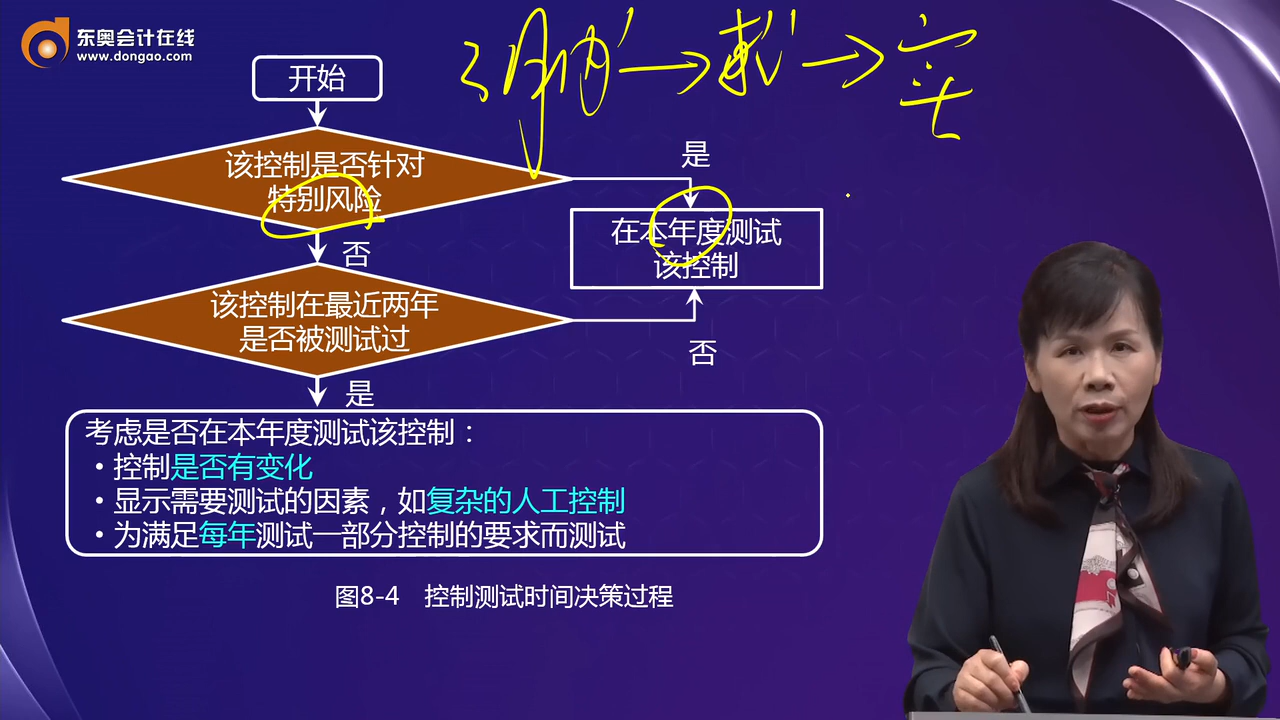 东奥会计在线
www.dongao.com
开始
该控制是否针对
特别风险
是
在本年度测试
该控制
否
该控制在最近两年
是否被测试过
否
是
考虑是否在本年度测试该控制：
•控制是否有变化
•显示需要测试的因素，如复杂的人工控制
•为满足每年测试一部分控制的要求而测试
图8-4 控制测试时间决策过程